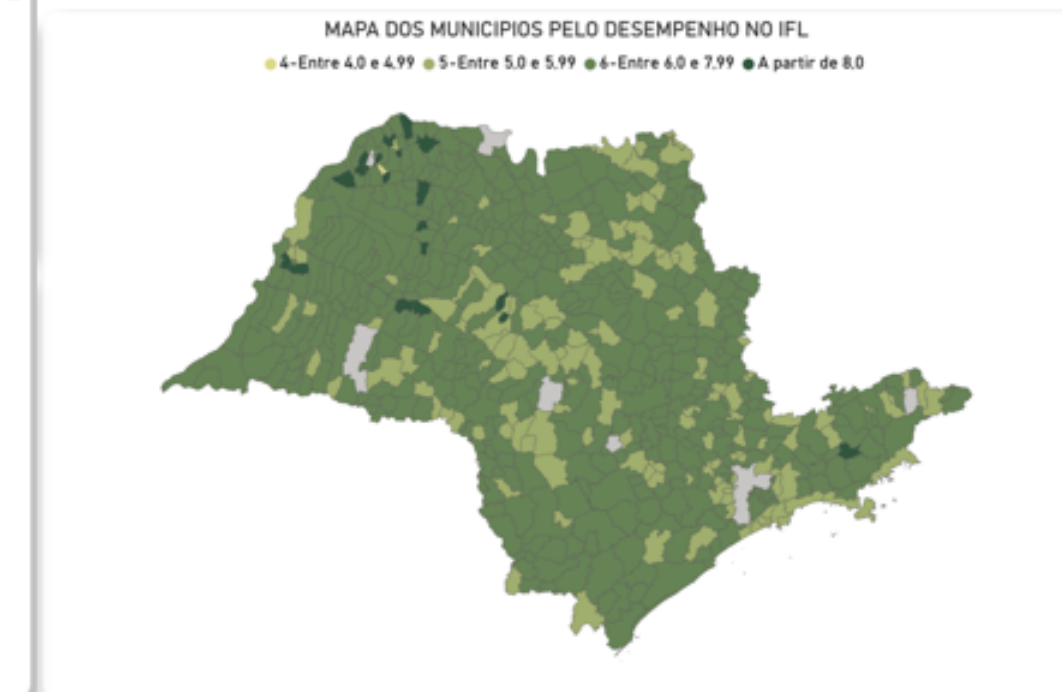 MAPA DOS MUNICIPIOS PELO DESEMPENHO NO IFL
4-Entre 4,0 e 4,99 5-Entre 5,0 e 5,99 6-Entre 6,0 e 7,99 A partir de 8,0